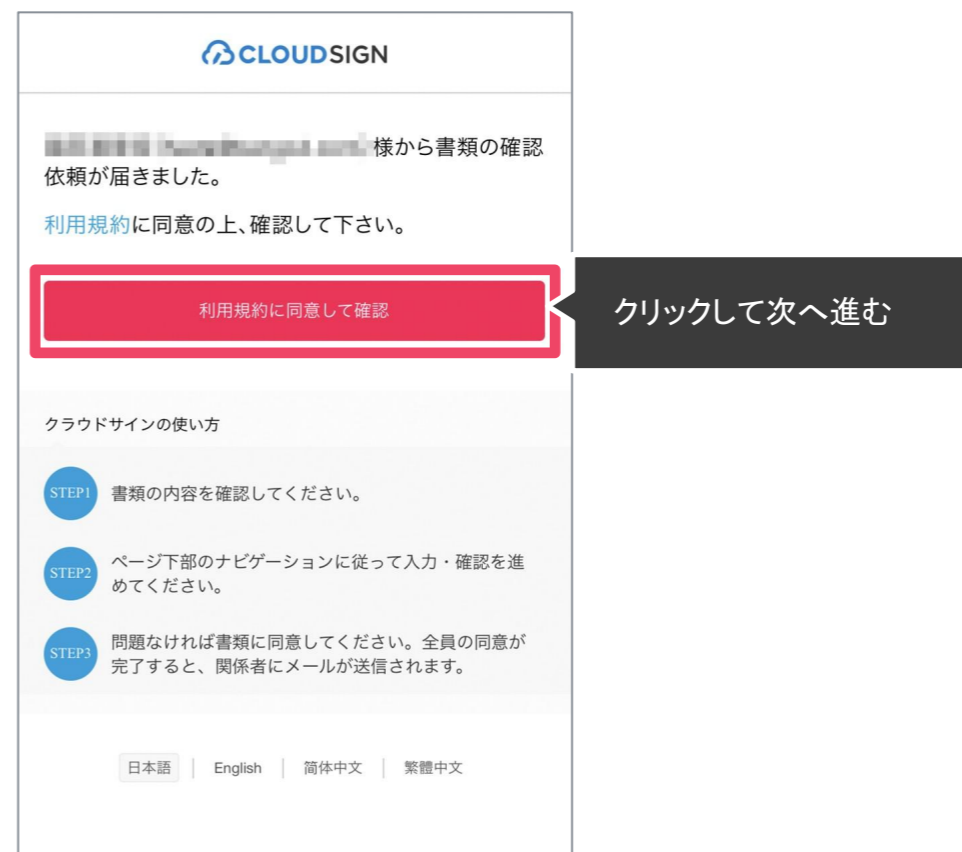 CLOUDSIGN
様から書類の確認
依頼が届きました。
利用規約に同意の上、確認して下さい。
利用規約に同意して確認
クリックして次へ進む
クラウドサインの使い方
STEP1 書類の内容を確認してください。
STEP2 ページ下部のナビゲーションに従って入力・確認を進
めてください。
STEP3 問題なければ書類に同意してください。全員の同意が
完了すると、関係者にメールが送信されます。
日本語 | English | 简体中文 | 繁體中文